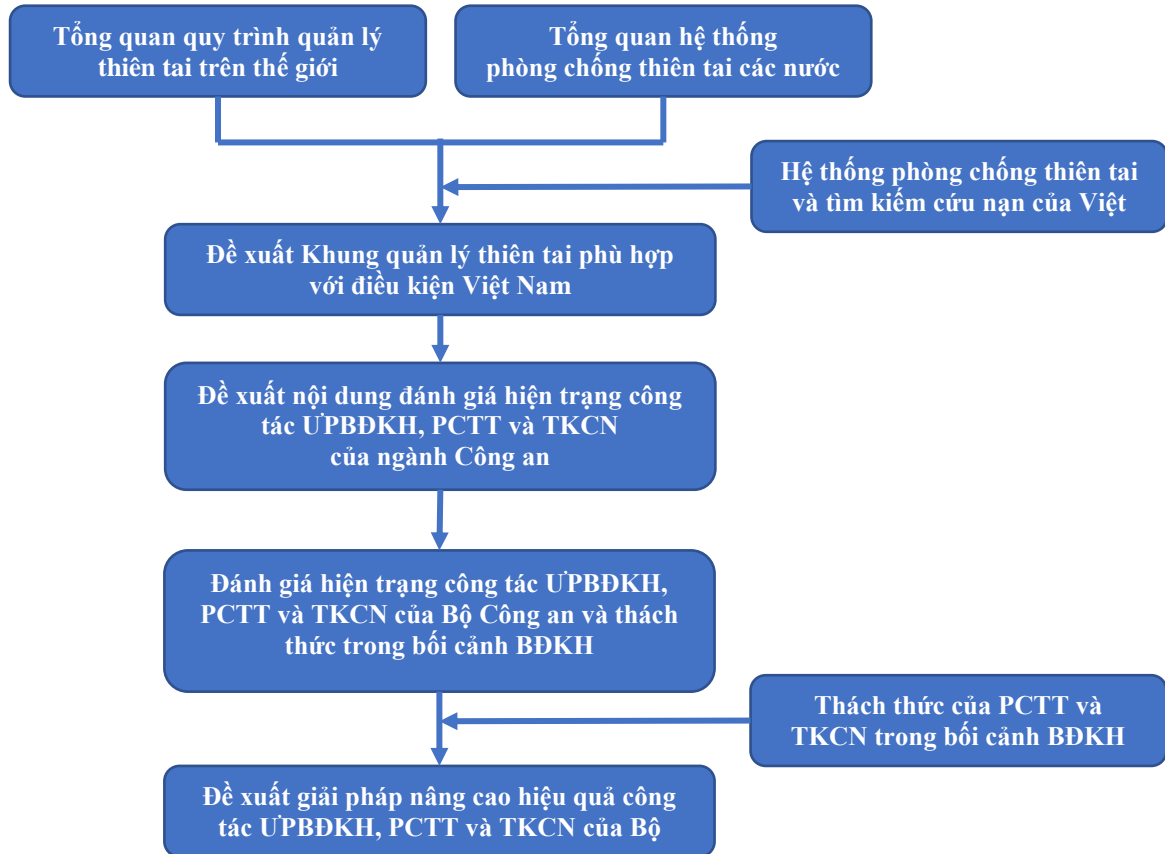 Tổng quan quy trình quản lý
thiên tai trên thế giới
Tổng quan hệ thống
phòng chống thiên tai các nước
Hệ thống phòng chống thiên tai
và tìm kiếm cứu nạn của Việt
Đề xuất Khung quản lý thiên tai phù hợp
với điều kiện Việt Nam
Đề xuất nội dung đánh giá hiện trạng công
tác ƯPBĐKH, PCTT và TKCN
của ngành Công an
Đánh giá hiện trạng công tác ƯPBĐKH,
PCTT và TKCN của Bộ Công an và thách
thức trong bối cảnh BĐKH
Thách thức của PCTT và
TKCN trong bối cảnh BĐKH
Đề xuất giải pháp nâng cao hiệu quả công
tác ƯPBĐKH, PCTT và TKCN của Bộ